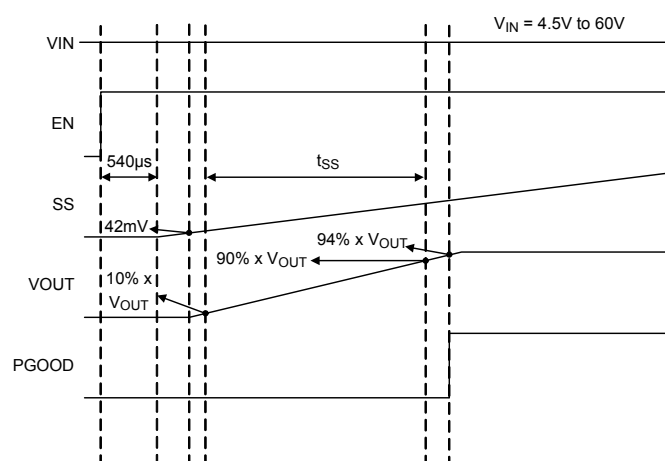 V_IN = 4.5V to 60V
VIN
EN
540μs
t_SS
SS
42mV
94% x V_OUT
90% x V_OUT
10% x
V_OUT
VOUT
PGOOD